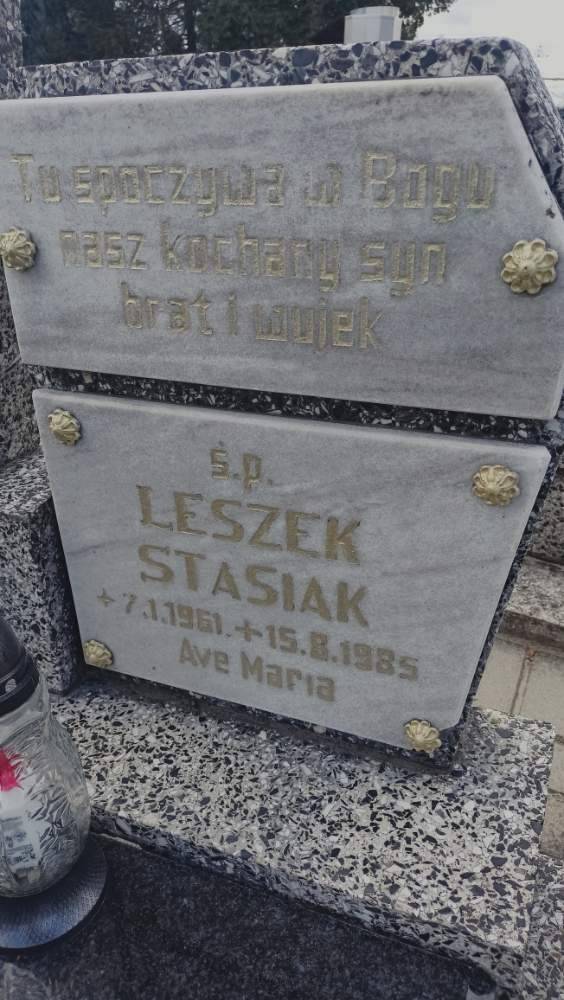 Tu spoczywa w Bogu
nasz kochany syn
brat i wujek
ś.p.
LESZEK
STASIAK
+7.1.1961.+15.8.1985
Ave Maria